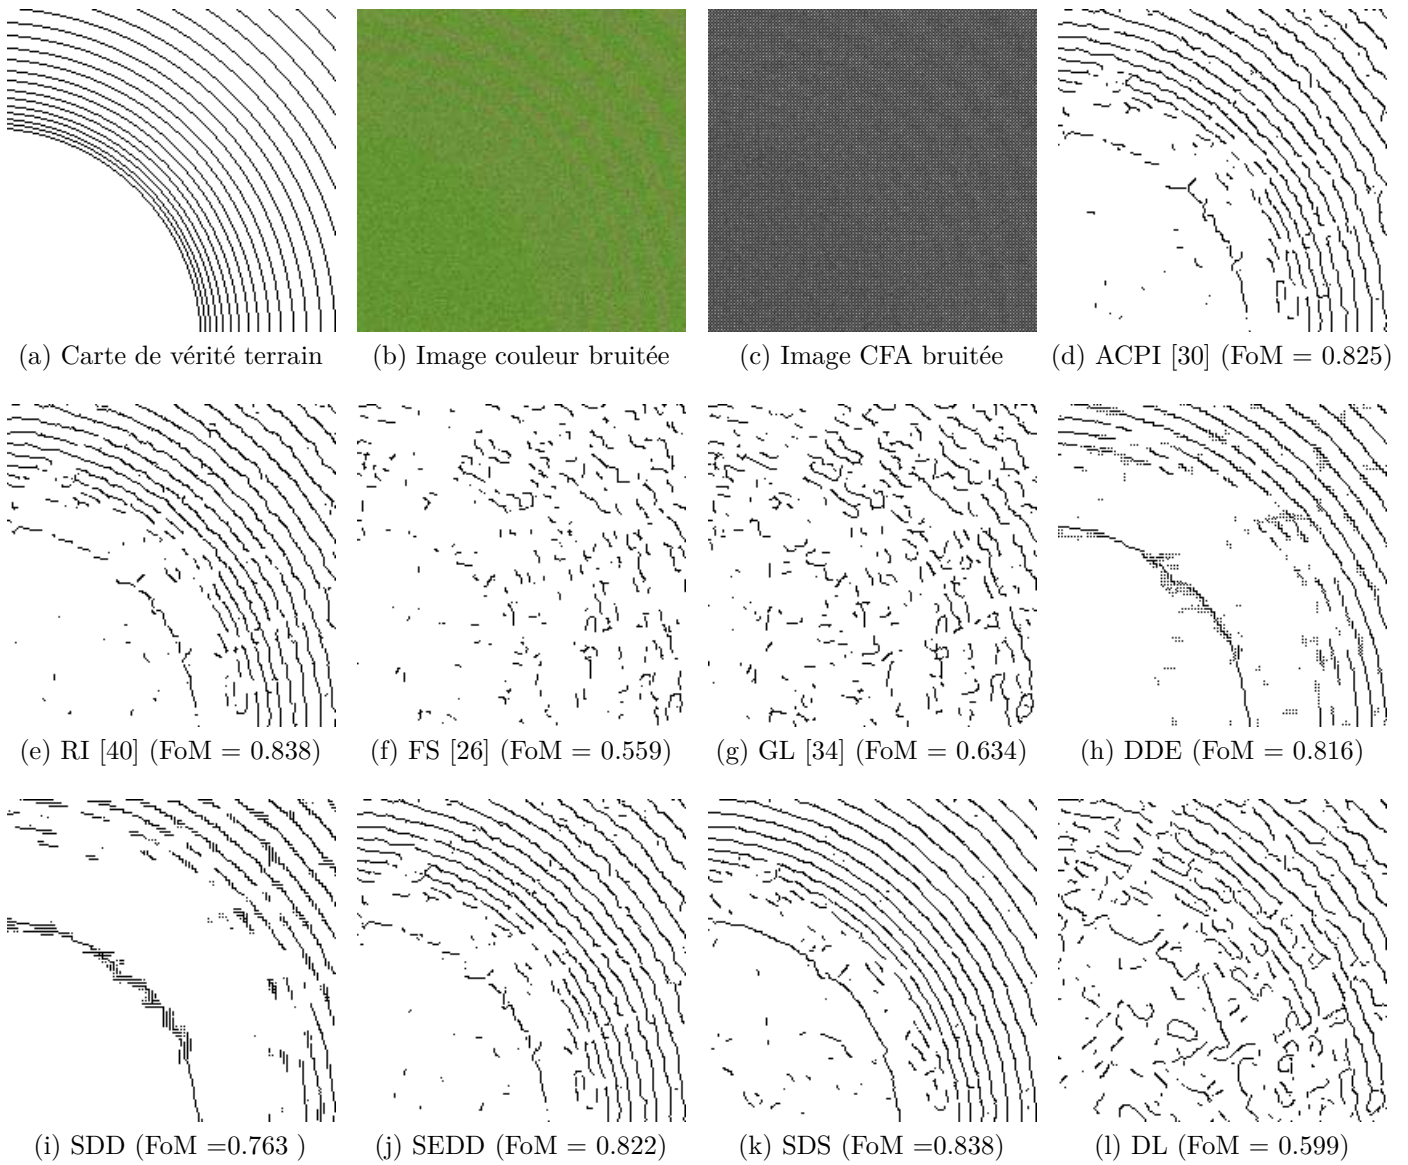 (a) Carte de vérité terrain
(b) Image couleur bruitée
(c) Image CFA bruitée
(d) ACPI [30] (FoM = 0.825)
(e) RI [40] (FoM = 0.838)
(f) FS [26] (FoM = 0.559)
(g) GL [34] (FoM = 0.634)
(h) DDE (FoM = 0.816)
(i) SDD (FoM =0.763 )
(j) SEDD (FoM = 0.822)
(k) SDS (FoM =0.838)
(l) DL (FoM = 0.599)